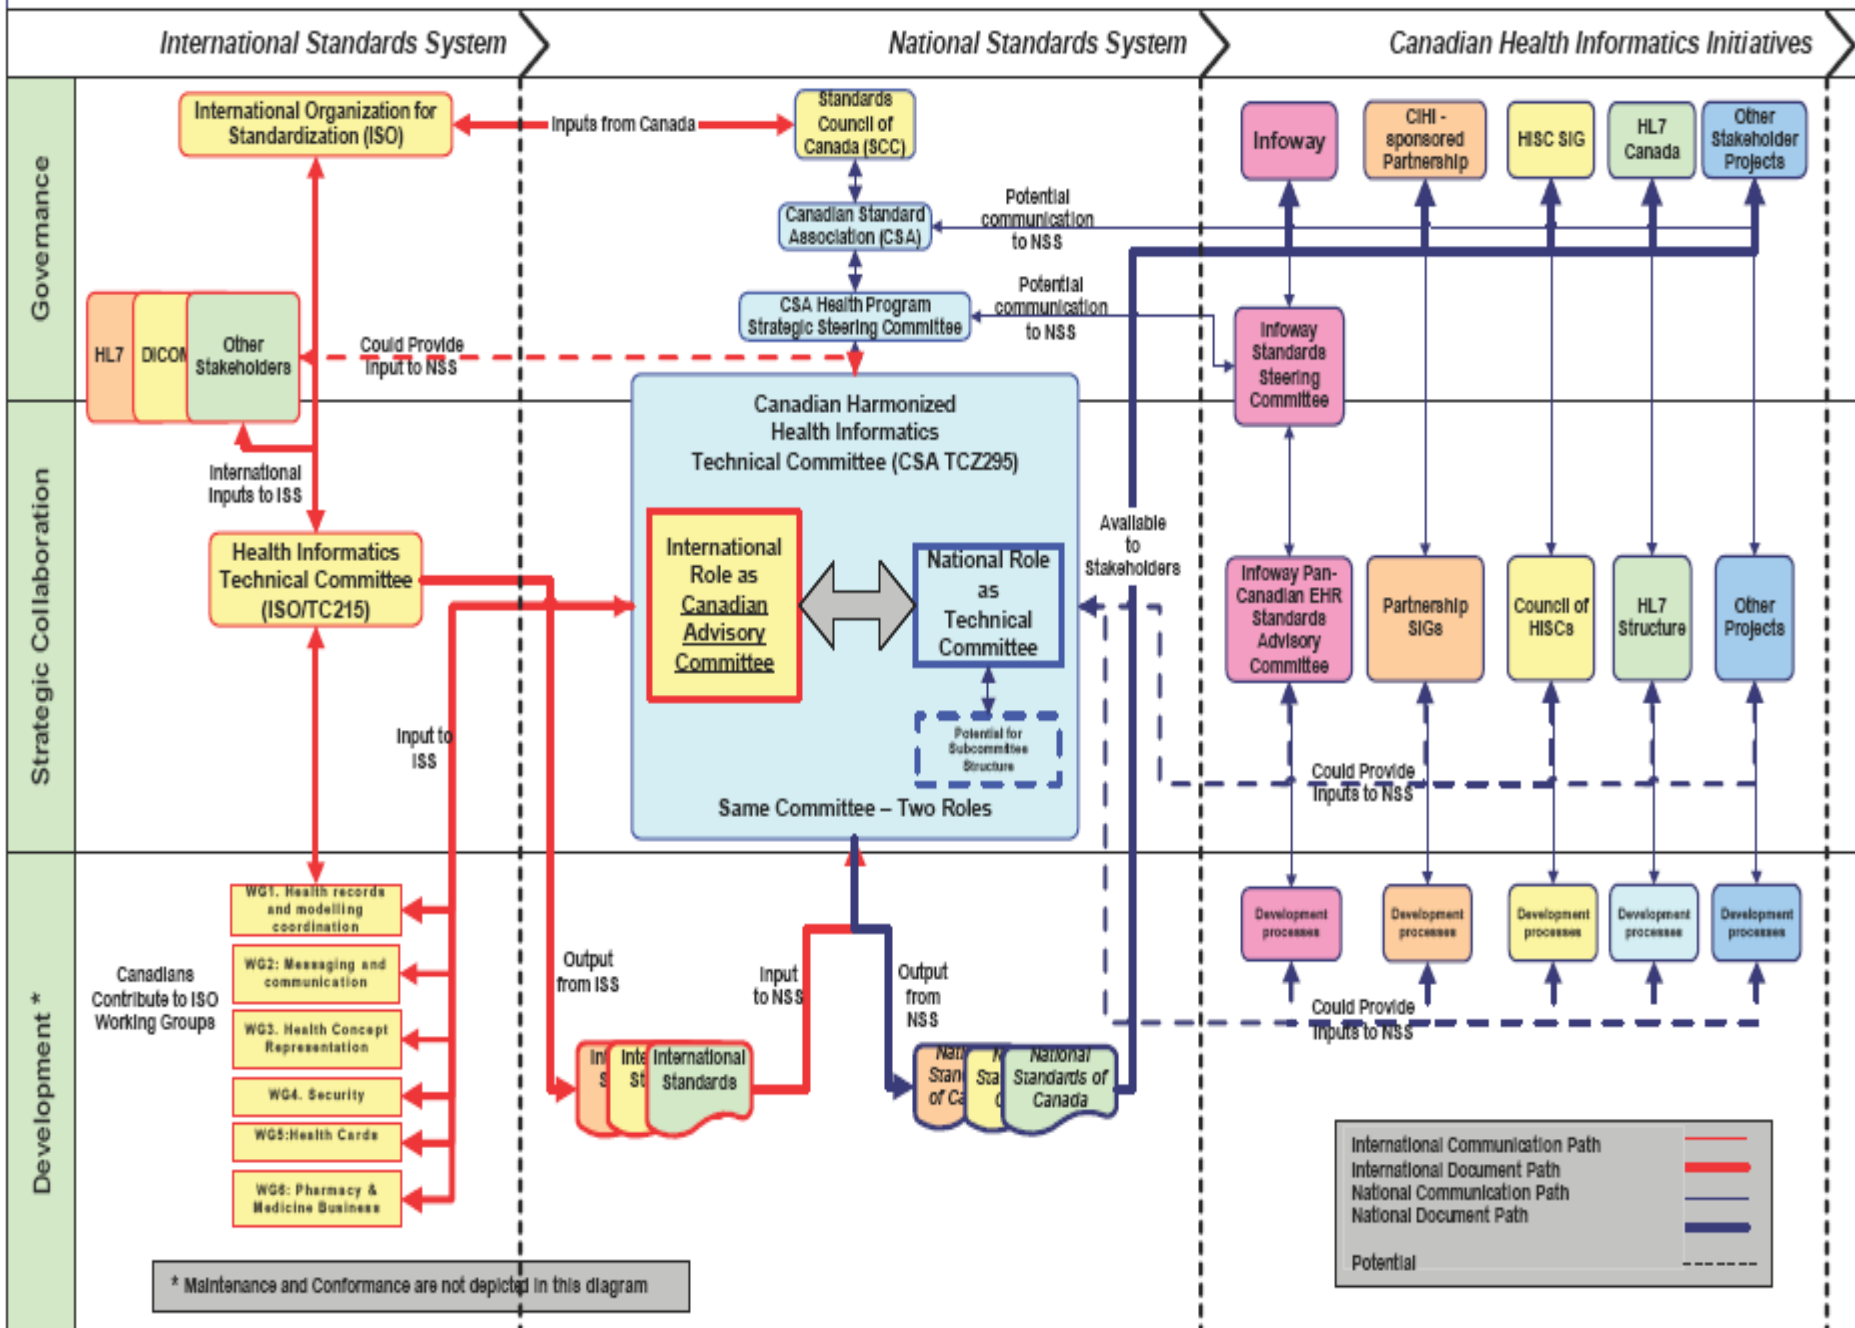 International Standards System
National Standards System
Canadian Health Informatics Initiatives
Governance
International Organization for
Standardization (ISO)
Inputs from Canada
Standards
Council of
Canada (SCC)
Canadian Standard
Association (CSA)
CSA Health Program
Strategic Steering Committee
Potential
communication
to NSS
Potential
communication
to NSS
Infoway
CIHI -
sponsored
Partnership
HISC SIG
HL7
Canada
Other
Stakeholder
Projects
Infoway
Standards
Steering
Committee
HL7
DICOM
Other
Stakeholders
Could Provide
Input to NSS
Strategic Collaboration
International
Inputs to ISS
Health Informatics
Technical Committee
(ISO/TC215)
Input to
ISS
Canadian Harmonized
Health Informatics
Technical Committee (CSA TCZ295)
International
Role as
Canadian
Advisory
Committee
National Role
as
Technical
Committee
Potential for
Subcommittee
Structure
Same Committee – Two Roles
Available
to
Stakeholders
Infoway Pan-
Canadian EHR
Standards
Advisory
Committee
Partnership
SIGs
Council of
HISCs
HL7
Structure
Other
Projects
Could Provide
Inputs to NSS
Development *
Canadians
Contribute to ISO
Working Groups
WG1. Health records
and modelling
coordination
WG2: Messaging and
communication
WG3. Health Concept
Representation
WG4. Security
WG5:Health Cards
WG6: Pharmacy &
Medicine Business
Output
from ISS
Input
to NSS
Output
from
NSS
Int
S
Inte
St
International
Standards
Nati
Stand
of Ca
N
Sta
C
National
Standards of
Canada
Development
processes
Development
processes
Development
processes
Development
processes
Development
processes
Could Provide
Inputs to NSS
International Communication Path
International Document Path
National Communication Path
National Document Path
Potential
* Maintenance and Conformance are not depicted in this diagram